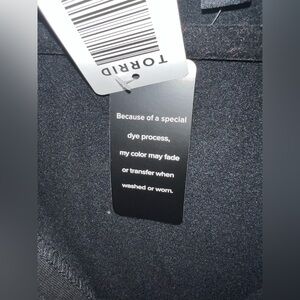 TORRID
Because of a special
dye process,
my color may fade
or transfer when
washed or worn.